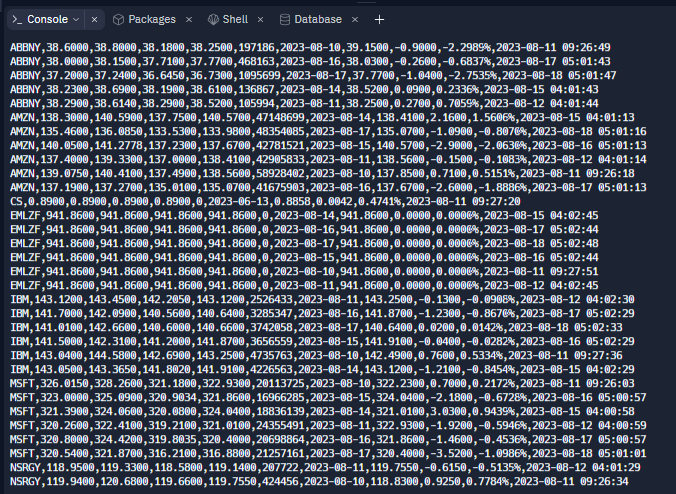 Console
Packages
Shell
Database
ABBNY,38.6000,38.8000,38.1800,38.2500,197186,2023-08-10,39.1500,-0.9000,-2.2989%,2023-08-11 09:26:49
ABBNY,38.0000,38.1500,37.7100,37.7700,468163,2023-08-16,38.0300,-0.2600,-0.6837%,2023-08-17 05:01:43
ABBNY,37.2000,37.2400,36.6450,36.7300,1095699,2023-08-17,37.7700,-1.0400,-2.7535%,2023-08-18 05:01:47
ABBNY,38.2300,38.6900,38.1900,38.6100,136867,2023-08-14,38.5200,0.0900,0.2336%,2023-08-15 04:01:43
ABBNY,38.2900,38.6140,38.2900,38.5200,105994,2023-08-11,38.2500,0.2700,0.7059%,2023-08-12 04:01:44
AMZN,138.3000,140.5900,137.7500,140.5700,47148699,2023-08-14,138.4100,2.1600,1.5606%,2023-08-15 04:01:13
AMZN,135.4600,136.0850,133.5300,133.9800,48354085,2023-08-17,135.0700,-1.0900,-0.8070%,2023-08-18 05:01:16
AMZN,140.0500,141.2778,137.2300,137.6700,42781521,2023-08-15,140.5700,-2.9000,-2.0630%,2023-08-16 05:01:13
AMZN,137.4000,139.3300,137.0000,138.4100,42905833,2023-08-11,138.5600,-0.1500,-0.1083%,2023-08-12 04:01:14
AMZN,139.0750,140.4100,137.4900,138.5600,58928402,2023-08-10,137.8500,0.7100,0.5151%,2023-08-11 09:26:18
AMZN,137.1900,137.2700,135.0100,135.0700,41675903,2023-08-16,137.6700,-2.6000,-1.8886%,2023-08-17 05:01:13
CS,0.8900,0.8900,0.8900,0.8900,0,2023-06-13,0.8858,0.0042,0.4741%,2023-08-11 09:27:20
EMLZF,941.8600,941.8600,941.8600,941.8600,0,2023-08-14,941.8600,0.0000,0.0000%,2023-08-15 04:02:45
EMLZF,941.8600,941.8600,941.8600,941.8600,0,2023-08-16,941.8600,0.0000,0.0000%,2023-08-17 05:02:44
EMLZF,941.8600,941.8600,941.8600,941.8600,0,2023-08-17,941.8600,0.0000,0.0000%,2023-08-18 05:02:48
EMLZF,941.8600,941.8600,941.8600,941.8600,0,2023-08-15,941.8600,0.0000,0.0000%,2023-08-16 05:02:44
EMLZF,941.8600,941.8600,941.8600,941.8600,0,2023-08-10,941.8600,0.0000,0.0000%,2023-08-11 09:27:51
EMLZF,941.8600,941.8600,941.8600,941.8600,0,2023-08-11,941.8600,0.0000,0.0000%,2023-08-12 04:02:45
IBM,143.1200,143.4500,142.2050,143.1200,2526433,2023-08-11,143.2500,-0.1300,-0.0908%,2023-08-12 04:02:30
IBM,141.7000,142.0900,140.5600,140.6400,3285347,2023-08-16,141.8700,-1.2300,-0.8670%,2023-08-17 05:02:29
IBM,141.0100,142.6600,140.6000,140.6600,3742058,2023-08-17,140.6400,0.0200,0.0142%,2023-08-18 05:02:33
IBM,141.5000,142.3100,141.2000,141.8700,3656559,2023-08-15,141.9100,-0.0400,-0.0282%,2023-08-16 05:02:29
IBM,143.0400,144.5800,142.6900,143.2500,4735763,2023-08-10,142.4900,0.7600,0.5334%,2023-08-11 09:27:36
IBM,143.0500,143.3650,141.8020,141.9100,4226563,2023-08-14,143.1200,-1.2100,-0.8454%,2023-08-15 04:02:29
MSFT,326.0150,328.2600,321.1800,322.9300,20113725,2023-08-10,322.2300,0.7000,0.2172%,2023-08-11 09:26:03
MSFT,323.0000,325.0900,320.9034,321.8600,16966285,2023-08-15,324.0400,-2.1800,-0.6728%,2023-08-16 05:00:57
MSFT,321.3900,324.0600,320.0800,324.0400,18836139,2023-08-14,321.0100,3.0300,0.9439%,2023-08-15 04:00:58
MSFT,320.2600,322.4100,319.2100,321.0100,24355491,2023-08-11,322.9300,-1.9200,-0.5946%,2023-08-12 04:00:59
MSFT,320.8000,324.4200,319.8035,320.4000,20698864,2023-08-16,321.8600,-1.4600,-0.4536%,2023-08-17 05:00:57
MSFT,320.5400,321.8700,316.2100,316.8800,21257161,2023-08-17,320.4000,-3.5200,-1.0986%,2023-08-18 05:01:01
NSRGY,118.9500,119.3300,118.5800,119.1400,207722,2023-08-11,119.7550,-0.6150,-0.5135%,2023-08-12 04:01:29
NSRGY,119.9400,120.6800,119.6600,119.7550,424456,2023-08-10,118.8300,0.9250,0.7784%,2023-08-11 09:26:34